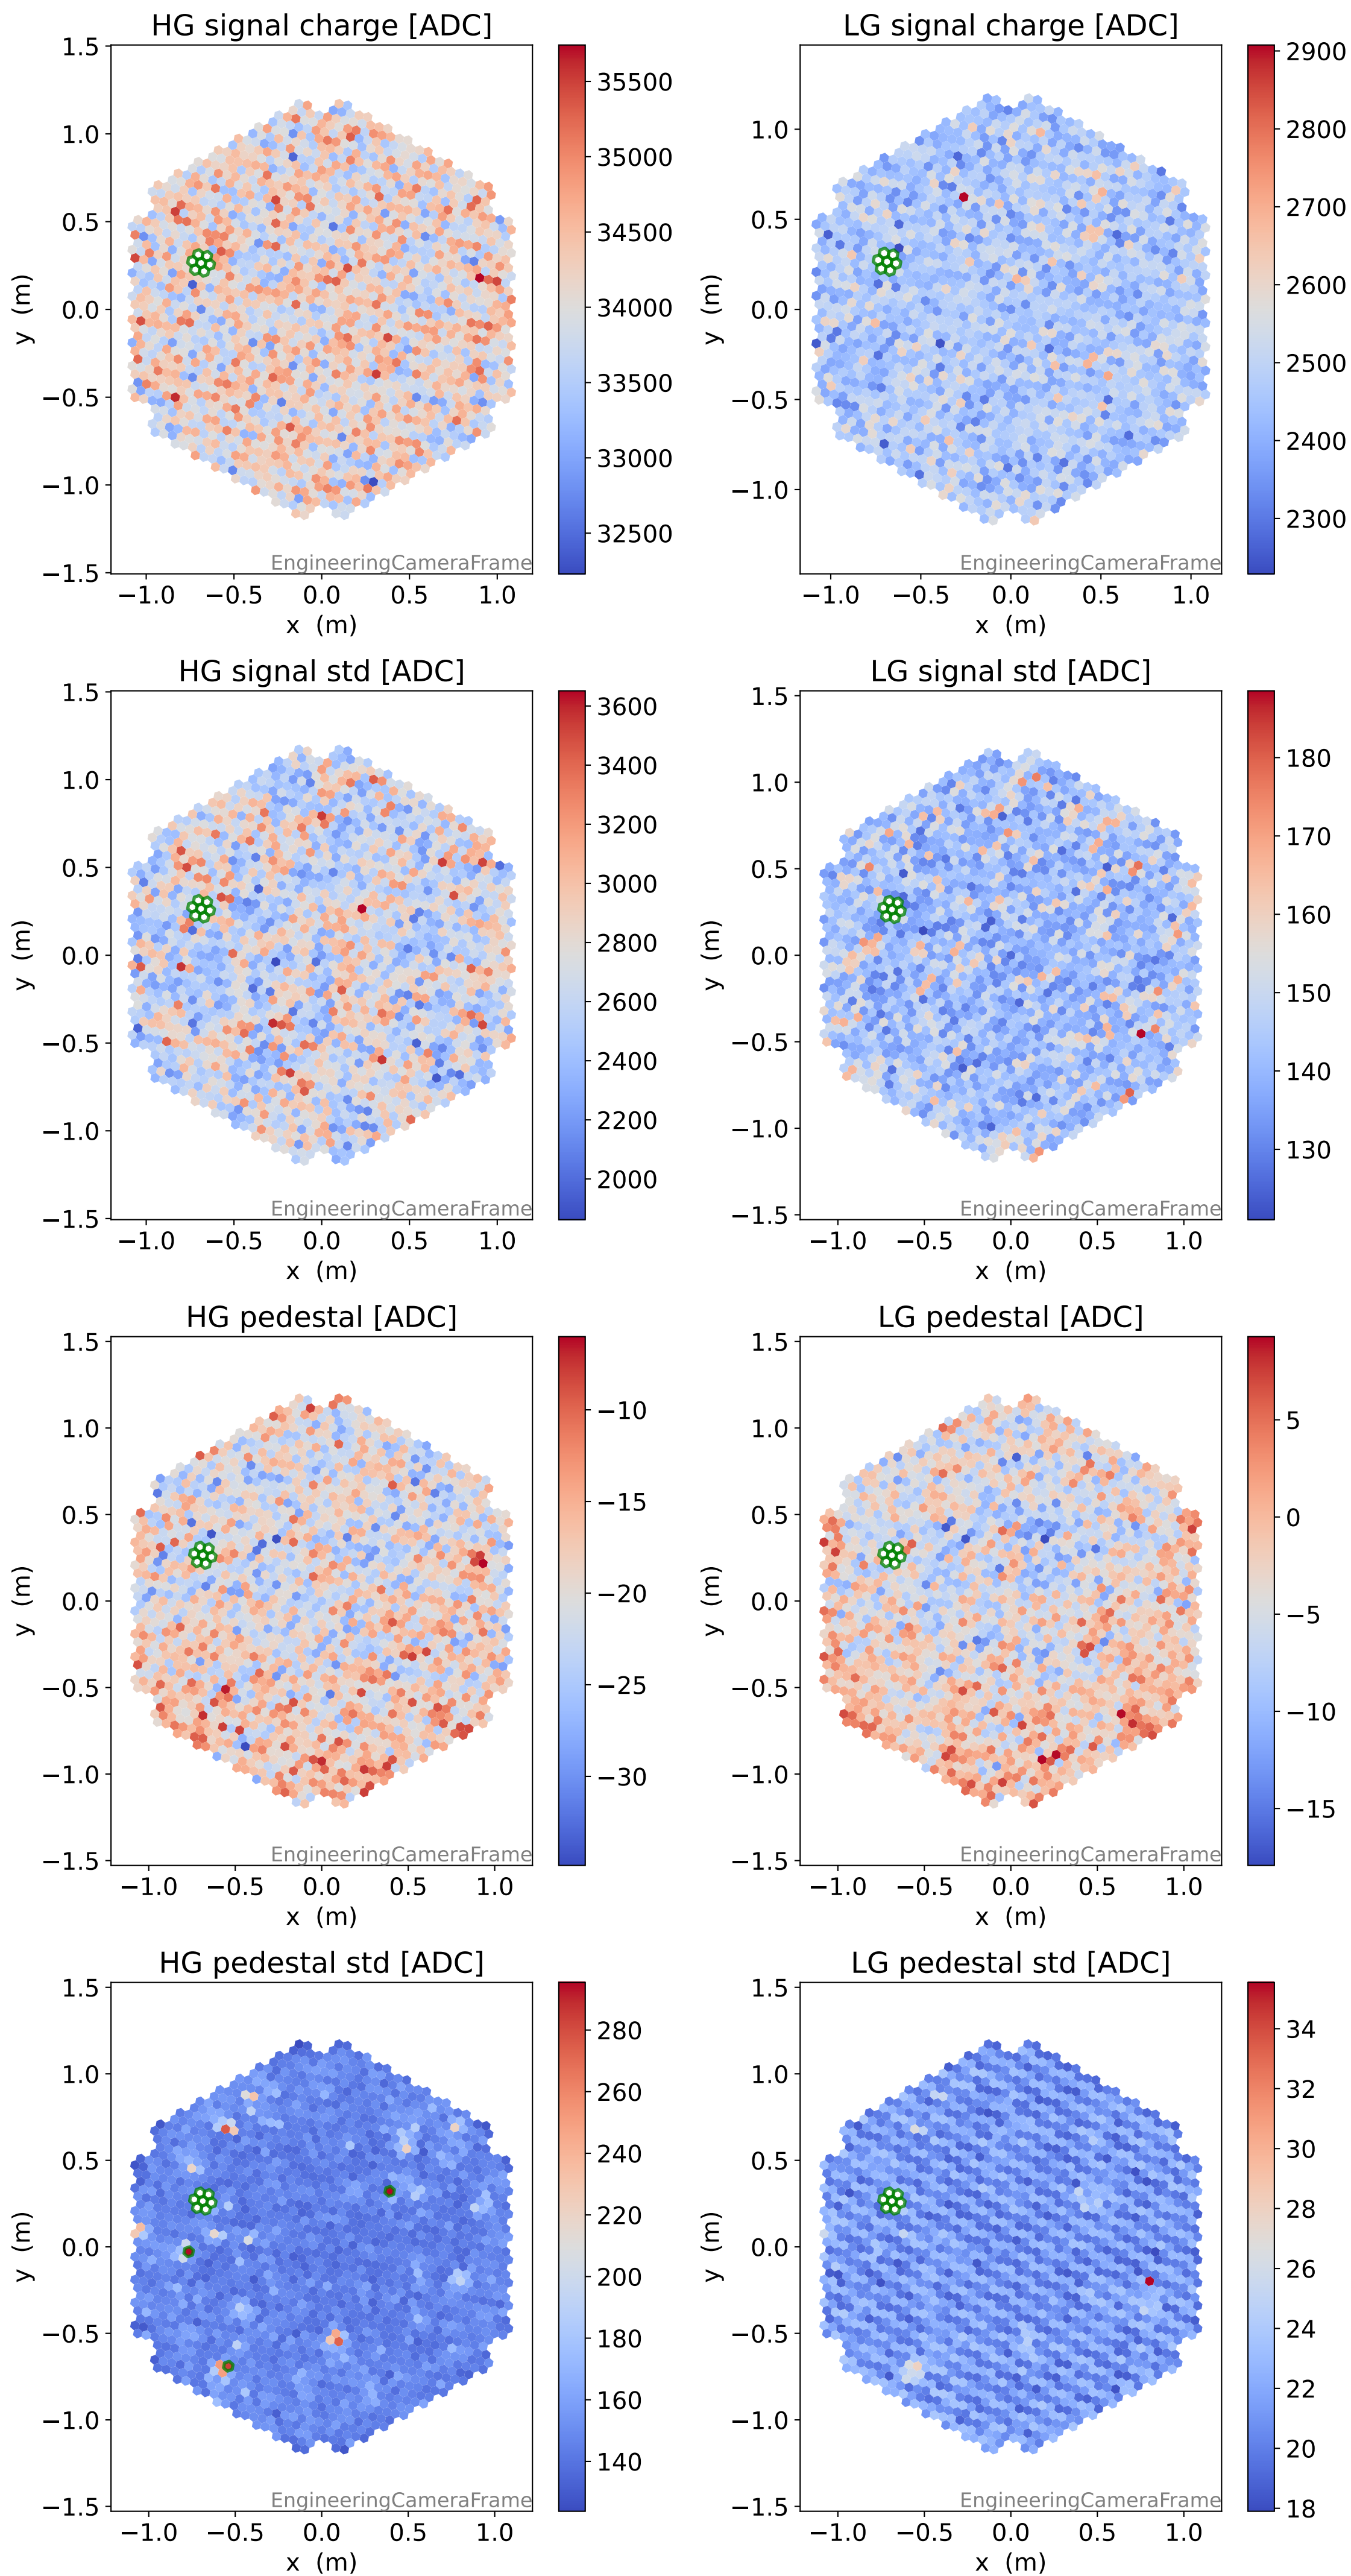 HG signal charge [ADC]
1.5
1.0
0.5
0.0
−0.5
−1.0
−1.5
y (m)
−1.0 −0.5 0.0 0.5 1.0
x (m)
EngineeringCameraFrame
35500
35000
34500
34000
33500
33000
32500
LG signal charge [ADC]
1.0
0.5
0.0
−0.5
−1.0
y (m)
−1.0 −0.5 0.0 0.5 1.0
x (m)
EngineeringCameraFrame
2900
2800
2700
2600
2500
2400
2300
HG signal std [ADC]
1.5
1.0
0.5
0.0
−0.5
−1.0
−1.5
y (m)
−1.0 −0.5 0.0 0.5 1.0
x (m)
EngineeringCameraFrame
3600
3400
3200
3000
2800
2600
2400
2200
2000
LG signal std [ADC]
1.5
1.0
0.5
0.0
−0.5
−1.0
−1.5
y (m)
−1.0 −0.5 0.0 0.5 1.0
x (m)
EngineeringCameraFrame
180
170
160
150
140
130
HG pedestal [ADC]
1.5
1.0
0.5
0.0
−0.5
−1.0
−1.5
y (m)
−1.0 −0.5 0.0 0.5 1.0
x (m)
EngineeringCameraFrame
−10
−15
−20
−25
−30
LG pedestal [ADC]
1.5
1.0
0.5
0.0
−0.5
−1.0
−1.5
y (m)
−1.0 −0.5 0.0 0.5 1.0
x (m)
EngineeringCameraFrame
5
0
−5
−10
−15
HG pedestal std [ADC]
1.5
1.0
0.5
0.0
−0.5
−1.0
−1.5
y (m)
−1.0 −0.5 0.0 0.5 1.0
x (m)
EngineeringCameraFrame
280
260
240
220
200
180
160
140
LG pedestal std [ADC]
1.5
1.0
0.5
0.0
−0.5
−1.0
−1.5
y (m)
−1.0 −0.5 0.0 0.5 1.0
x (m)
EngineeringCameraFrame
34
32
30
28
26
24
22
20
18